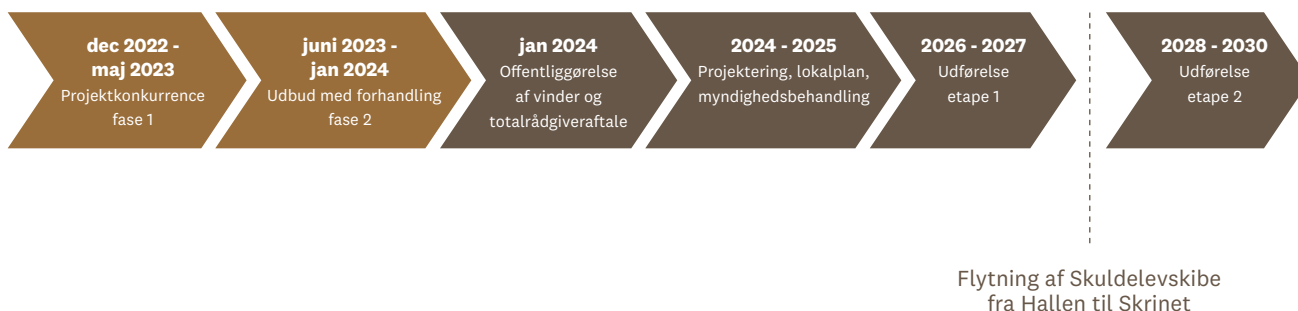 dec 2022 -
maj 2023
Projektkonkurrence
fase 1
juni 2023 -
jan 2024
Udbud med forhandling
fase 2
jan 2024
Offentliggørelse
af vinder og
totalrådgiveraftale
2024 - 2025
Projektering, lokalplan,
myndighedsbehandling
2026 - 2027
Udførelse
etape 1
2028 - 2030
Udførelse
etape 2
Flytning af Skuldelevskibe
fra Hallen til Skrinet